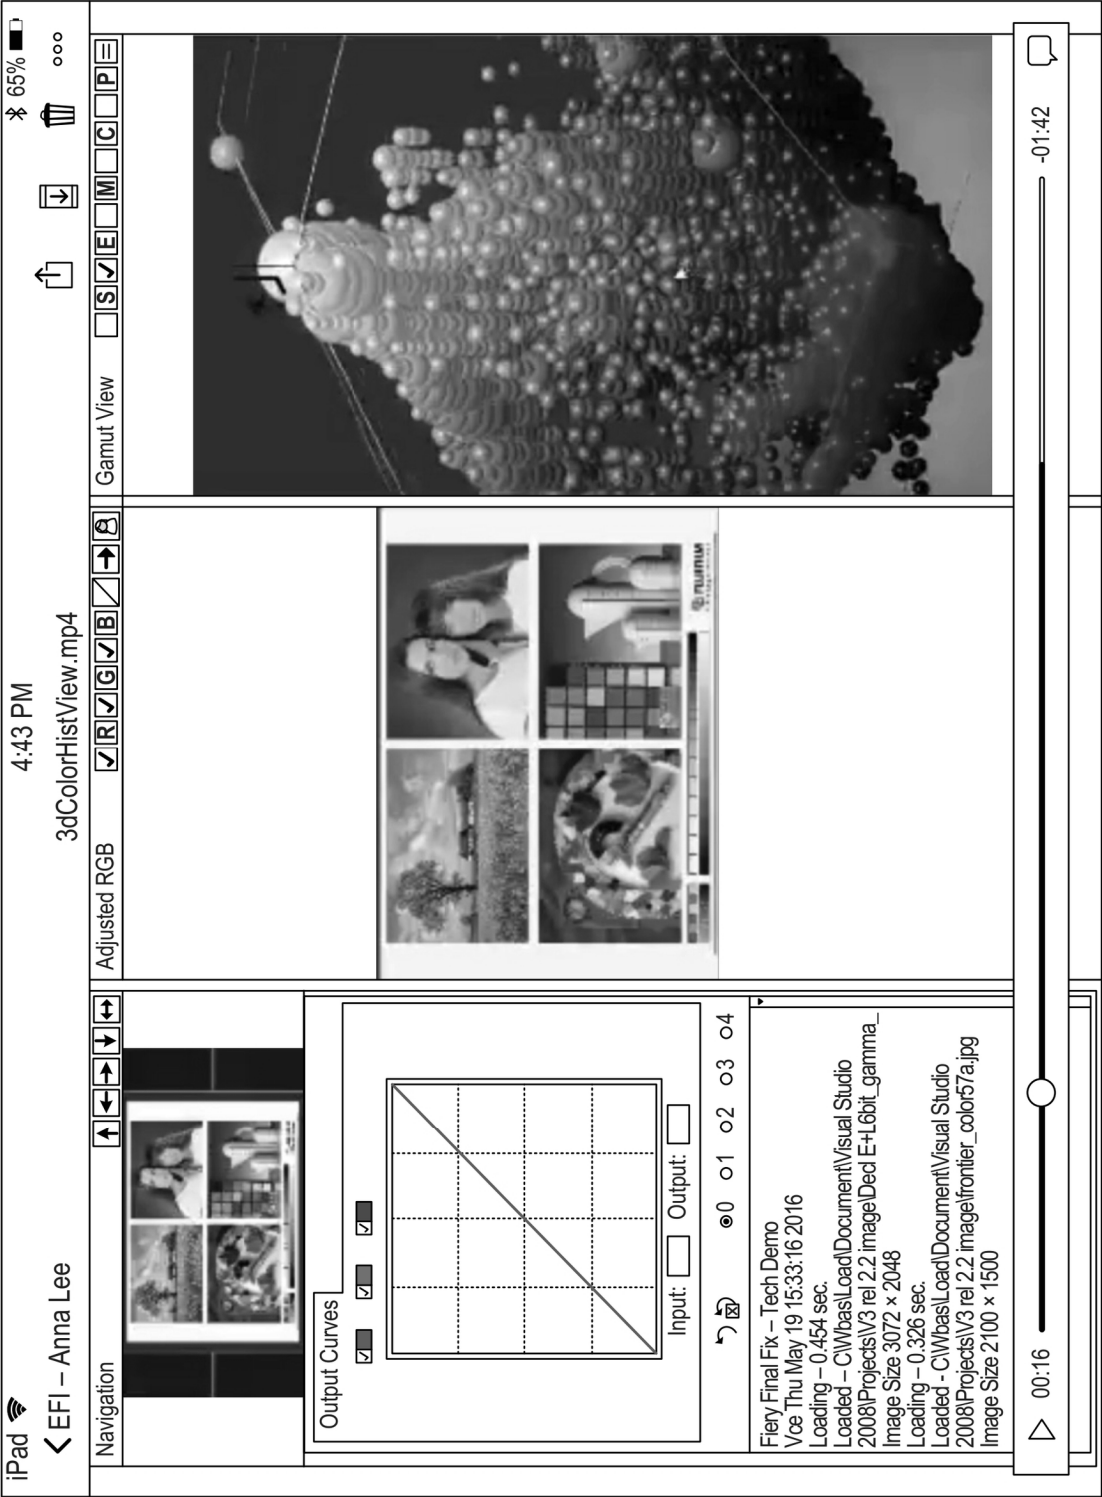 iPad 4:43 PM 65%
EFI – Anna Lee 3dColorHistView.mp4
Navigation
Adjusted RGB R G B
Gamut View S E M C P
Output Curves
Input: Output:
0 1 2 3 4
Fiery Final Fix – Tech Demo
Vce Thu May 19 15:33:16 2016
Loading – 0.454 sec.
Loaded – C\Wbas\Load\Document\Visual Studio
2008\Projects\V3 rel 2.2 image\Ded E+L6bit_gamma_
Image Size 3072 × 2048
Loading – 0.326 sec.
Loaded - C\Wbas\Load\Document\Visual Studio
2008\Projects\V3 rel 2.2 image\frontier_color57a.jpg
Image Size 2100 × 1500
FUJIFILM
00:16 -01:42